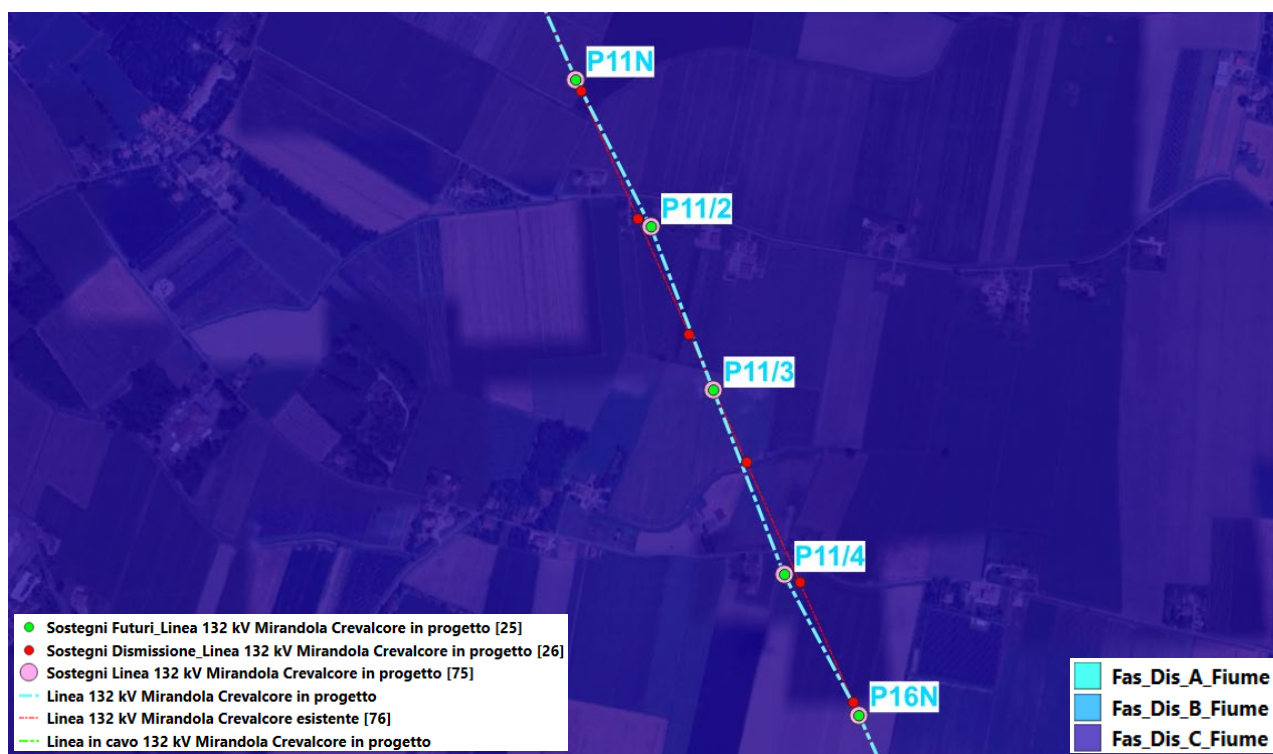 P11N
P11/2
P11/3
P11/4
P16N
Sostegni Futuri_Linea 132 kV Mirandola Crevalcore in progetto [25]
Sostegni Dismissione_Linea 132 kV Mirandola Crevalcore in progetto [26]
Sostegni Linea 132 kV Mirandola Crevalcore in progetto [75]
Linea 132 kV Mirandola Crevalcore in progetto
Linea 132 kV Mirandola Crevalcore esistente [76]
Linea in cavo 132 kV Mirandola Crevalcore in progetto
Fas_Dis_A_Fiume
Fas_Dis_B_Fiume
Fas_Dis_C_Fiume